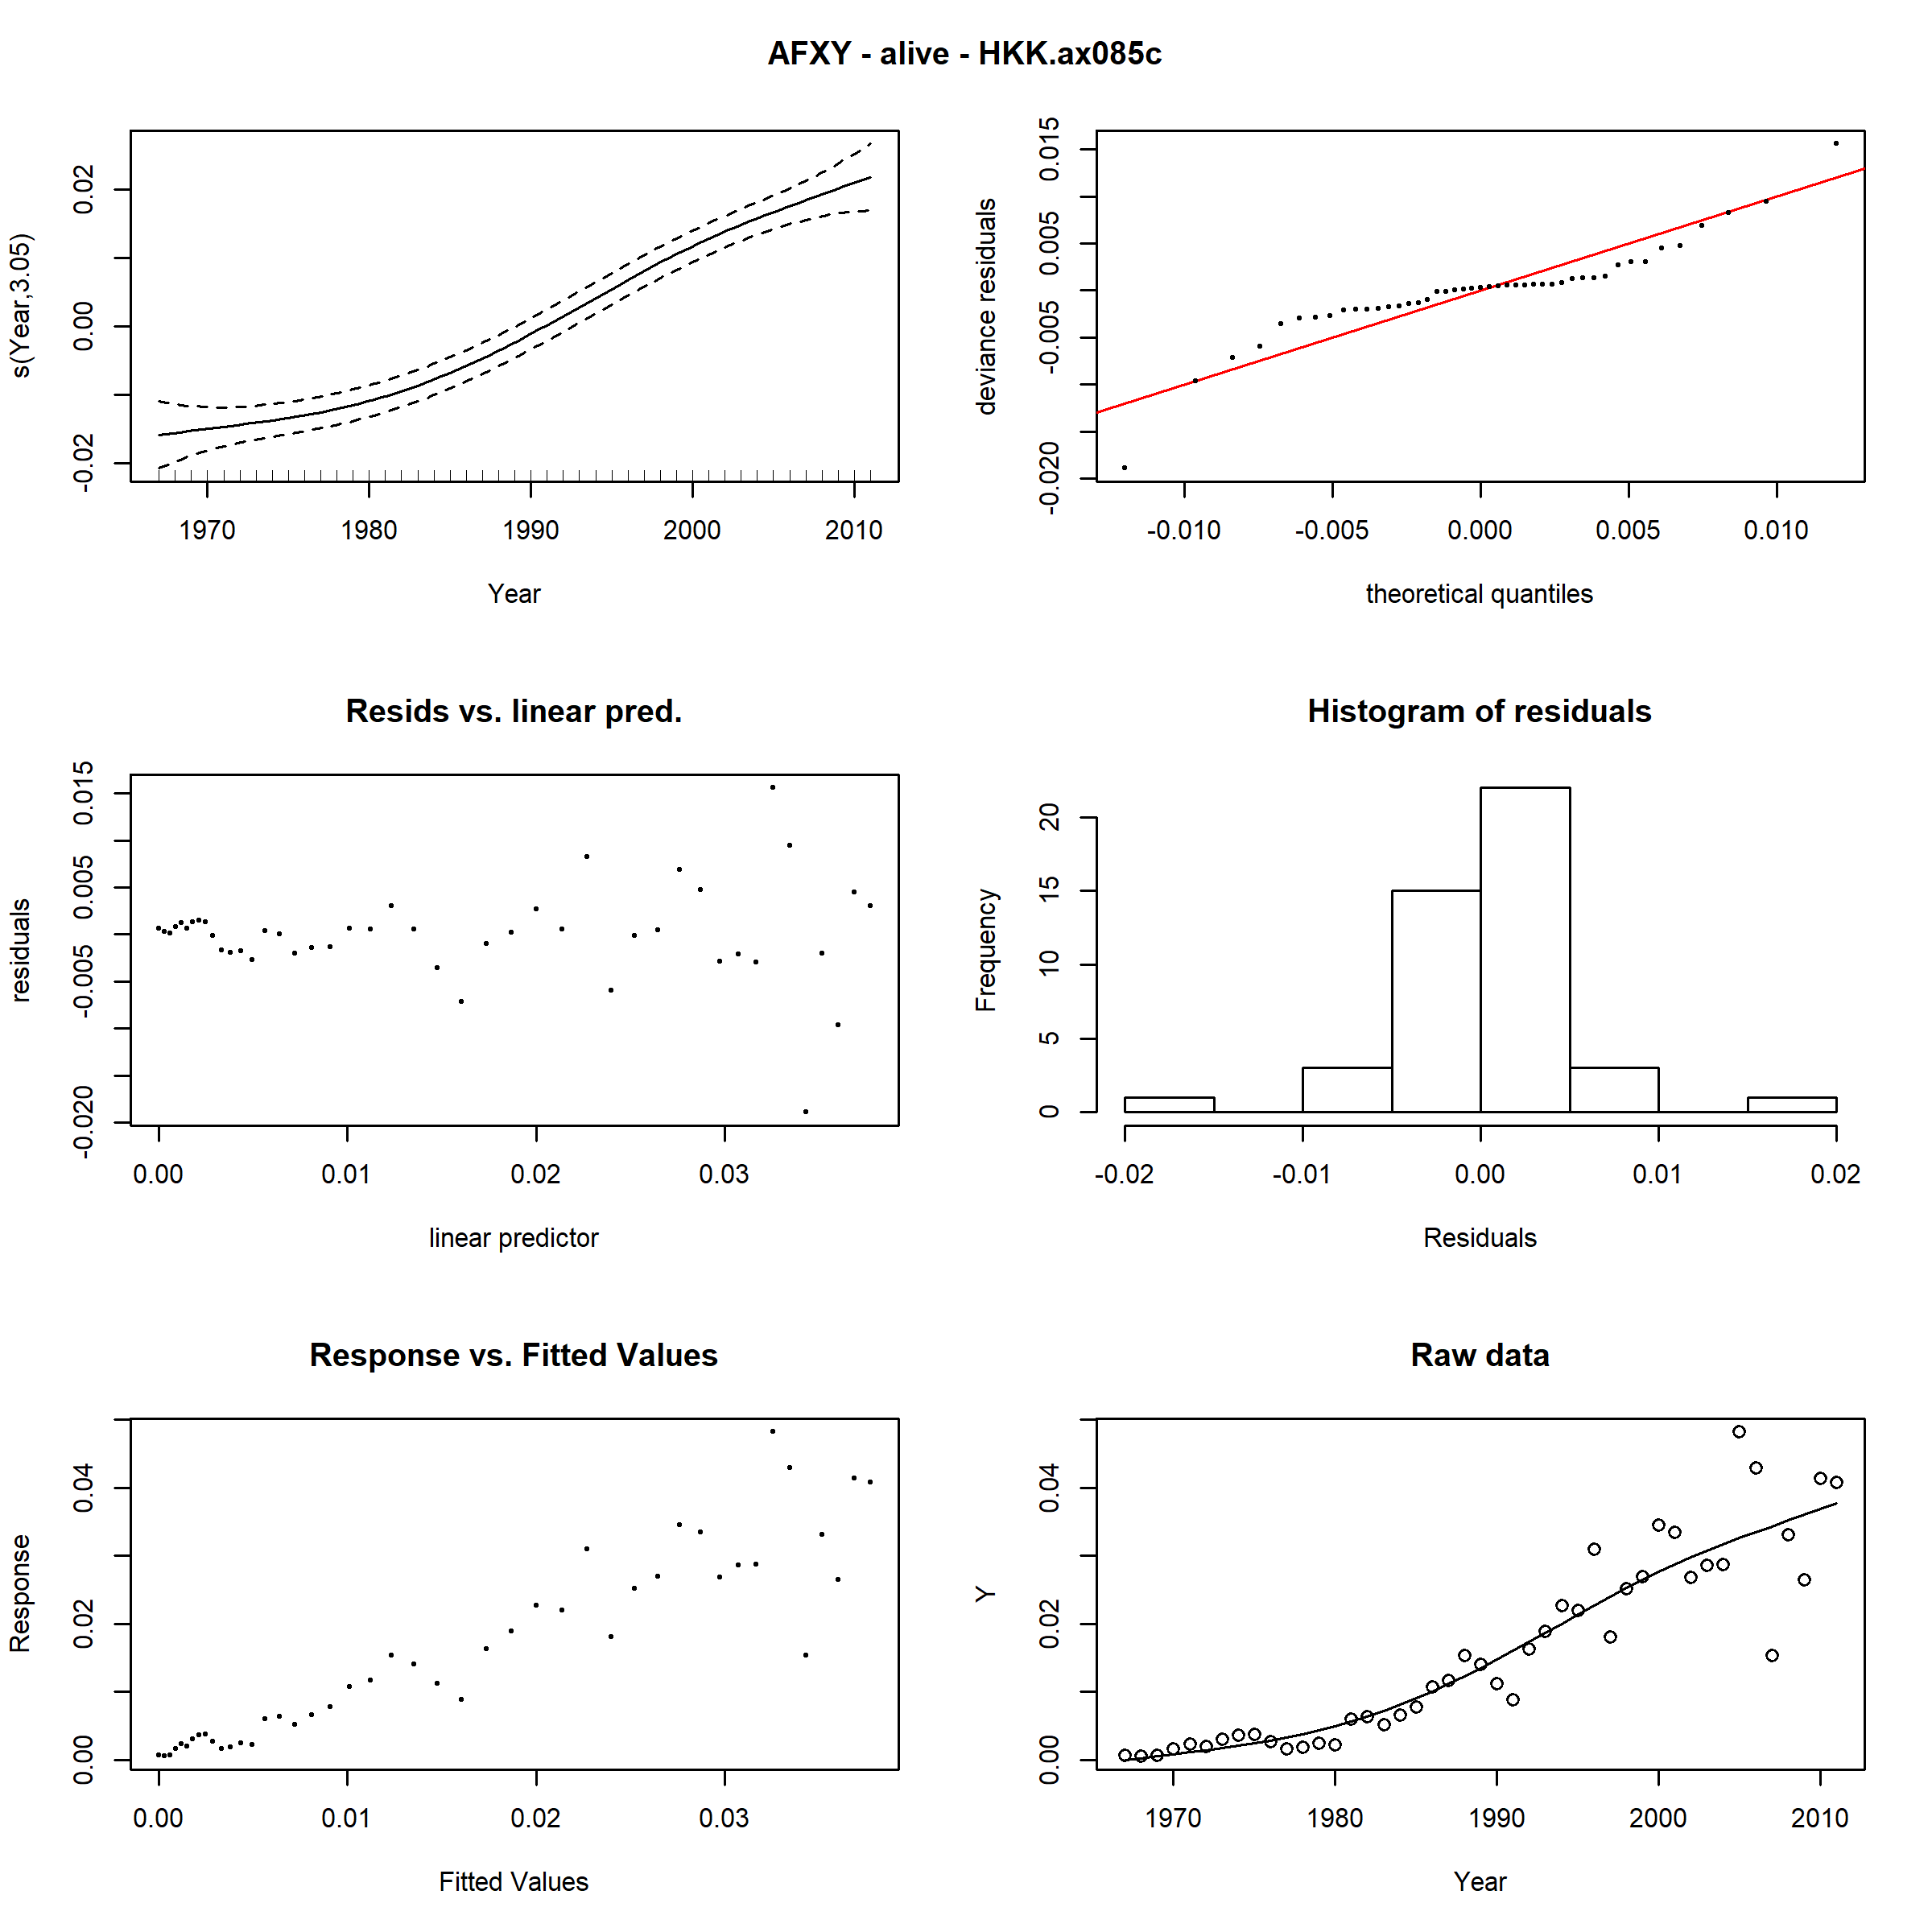 AFXY - alive - HKK.ax085c
s(Year,3.05)
-0.02 0.00 0.02
1970 1980 1990 2000 2010
Year
deviance residuals
-0.020 -0.005 0.005 0.015
-0.010 -0.005 0.000 0.005 0.010
theoretical quantiles
Resids vs. linear pred.
residuals
-0.020 -0.005 0.005 0.015
0.00 0.01 0.02 0.03
linear predictor
Histogram of residuals
Frequency
0 5 10 15 20
-0.02 -0.01 0.00 0.01 0.02
Residuals
Response vs. Fitted Values
Response
0.00 0.02 0.04
0.00 0.01 0.02 0.03
Fitted Values
Raw data
Y
0.00 0.02 0.04
1970 1980 1990 2000 2010
Year